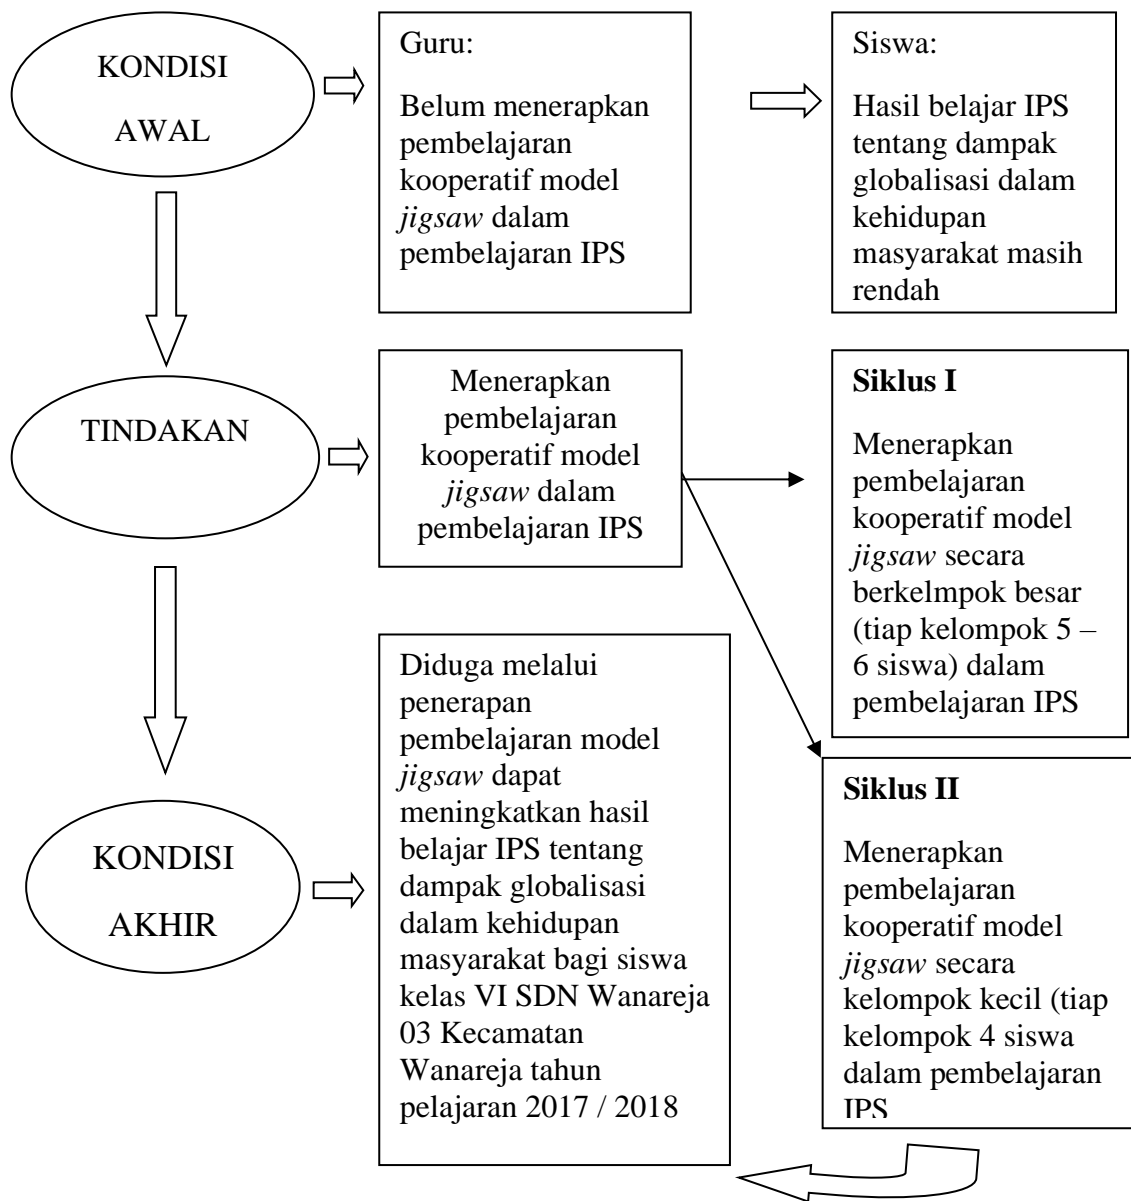 KONDISI
AWAL
Guru:
Belum menerapkan
pembelajaran
kooperatif model
jigsaw dalam
pembelajaran IPS
Siswa:
Hasil belajar IPS
tentang dampak
globalisasi dalam
kehidupan
masyarakat masih
rendah
TINDAKAN
Menerapkan
pembelajaran
kooperatif model
jigsaw dalam
pembelajaran IPS
Siklus I
Menerapkan
pembelajaran
kooperatif model
jigsaw secara
berkelmpok besar
(tiap kelompok 5 –
6 siswa) dalam
pembelajaran IPS
Siklus II
Menerapkan
pembelajaran
kooperatif model
jigsaw secara
kelompok kecil (tiap
kelompok 4 siswa
dalam pembelajaran
IPS
KONDISI
AKHIR
Diduga melalui
penerapan
pembelajaran model
jigsaw dapat
meningkatkan hasil
belajar IPS tentang
dampak globalisasi
dalam kehidupan
masyarakat bagi siswa
kelas VI SDN Wanareja
03 Kecamatan
Wanareja tahun
pelajaran 2017 / 2018